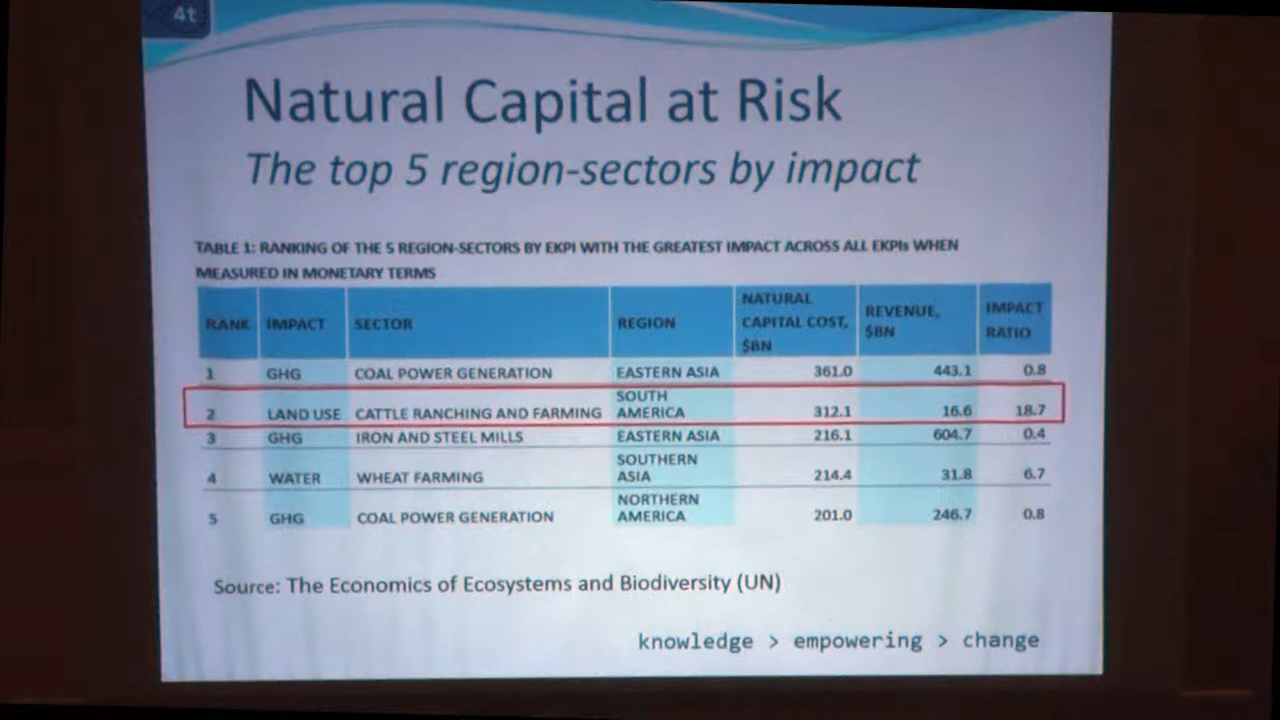 4t
Natural Capital at Risk
The top 5 region-sectors by impact
TABLE 1: RANKING OF THE 5 REGION-SECTORS BY EKPI WITH THE GREATEST IMPACT ACROSS ALL EKPIs WHEN
MEASURED IN MONETARY TERMS
RANK IMPACT SECTOR REGION NATURAL CAPITAL COST, $BN REVENUE, $BN IMPACT RATIO
1 GHG COAL POWER GENERATION EASTERN ASIA 361.0 443.1 0.8
2 LAND USE CATTLE RANCHING AND FARMING SOUTH AMERICA 312.1 16.6 18.7
3 GHG IRON AND STEEL MILLS EASTERN ASIA 216.1 604.7 0.4
4 WATER WHEAT FARMING SOUTHERN ASIA 214.4 31.8 6.7
5 GHG COAL POWER GENERATION NORTHERN AMERICA 201.0 246.7 0.8
Source: The Economics of Ecosystems and Biodiversity (UN)
knowledge > empowering > change